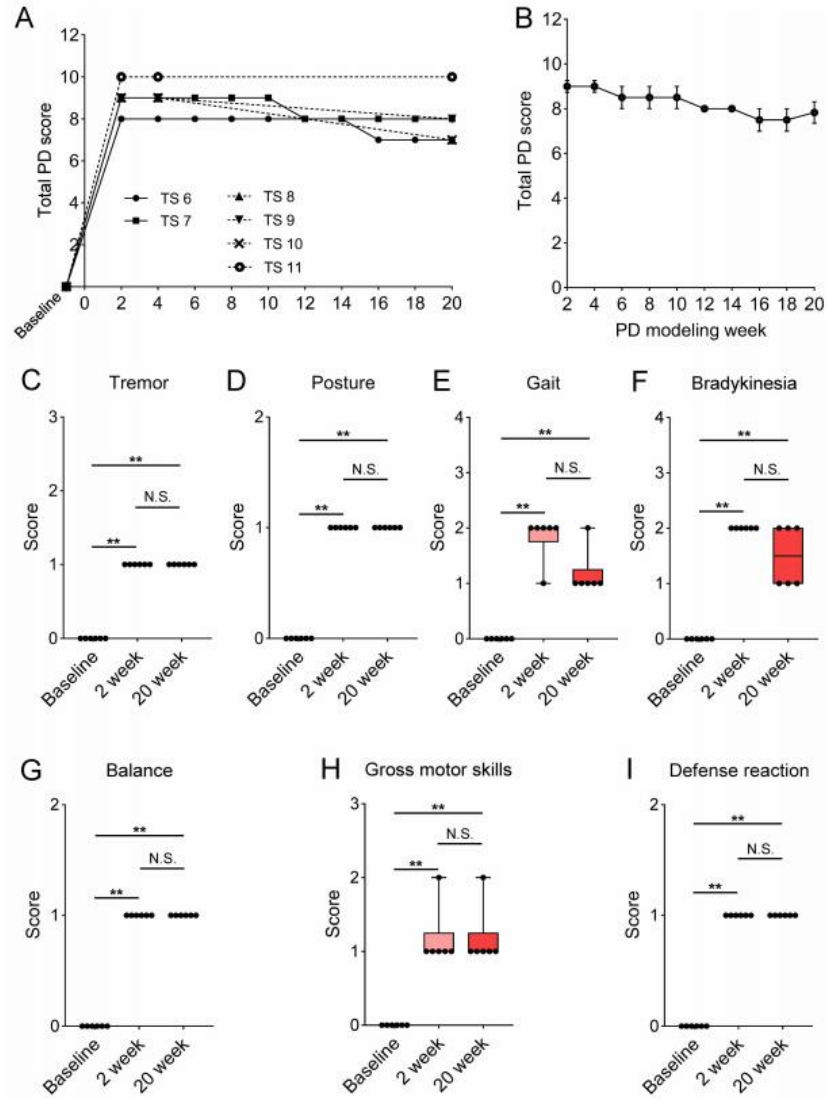 A
Total PD score
12
10
8
6
4
2
TS 6
TS 7
TS 8
TS 9
TS 10
TS 11
Baseline 0 2 4 6 8 10 12 14 16 18 20
B
Total PD score
12
10
8
6
4
2
0
2 4 6 8 10 12 14 16 18 20
PD modeling week
C Tremor
Score
3
2
1
0
**
N.S.
**
Baseline
2 week
20 week
D Posture
Score
2
1
0
**
N.S.
**
Baseline
2 week
20 week
E Gait
Score
4
3
2
1
0
**
N.S.
**
Baseline
2 week
20 week
F Bradykinesia
Score
4
3
2
1
0
**
N.S.
**
Baseline
2 week
20 week
G Balance
Score
2
1
0
**
N.S.
**
Baseline
2 week
20 week
H Gross motor skills
Score
3
2
1
0
**
N.S.
**
Baseline
2 week
20 week
I Defense reaction
Score
2
1
0
**
N.S.
**
Baseline
2 week
20 week